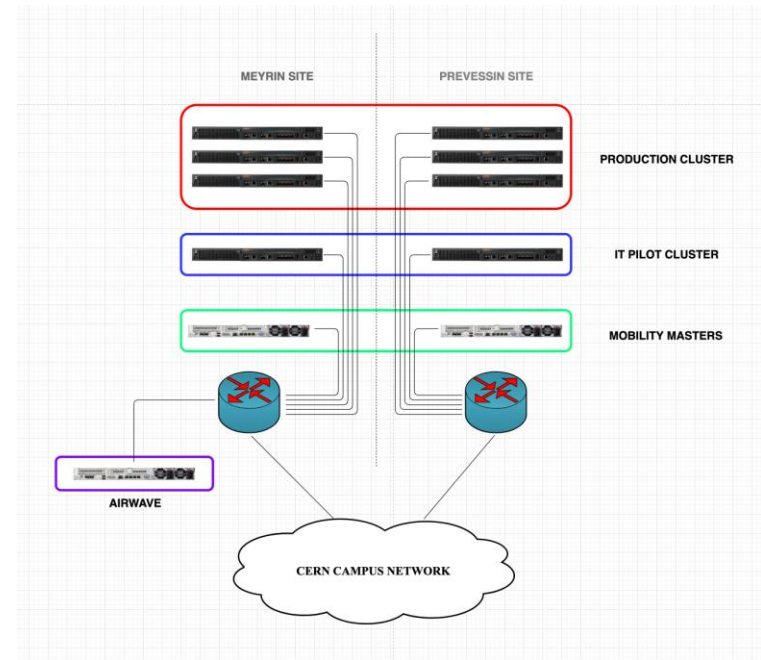 MEYRIN SITE
PREVESSIN SITE
PRODUCTION CLUSTER
IT PILOT CLUSTER
MOBILITY MASTERS
AIRWAVE
CERN CAMPUS NETWORK